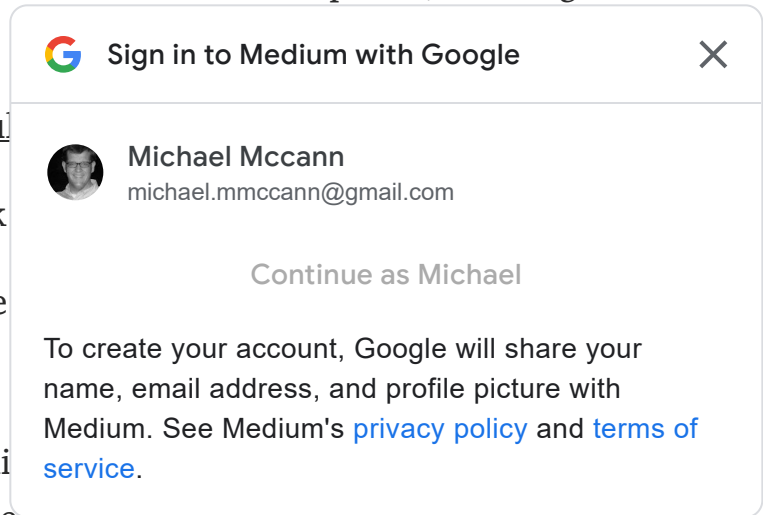 Sign in to Medium with Google
Michael Mccann
michael.mmccann@gmail.com
Continue as Michael
To create your account, Google will share your
name, email address, and profile picture with
Medium. See Medium's privacy policy and terms of
service.